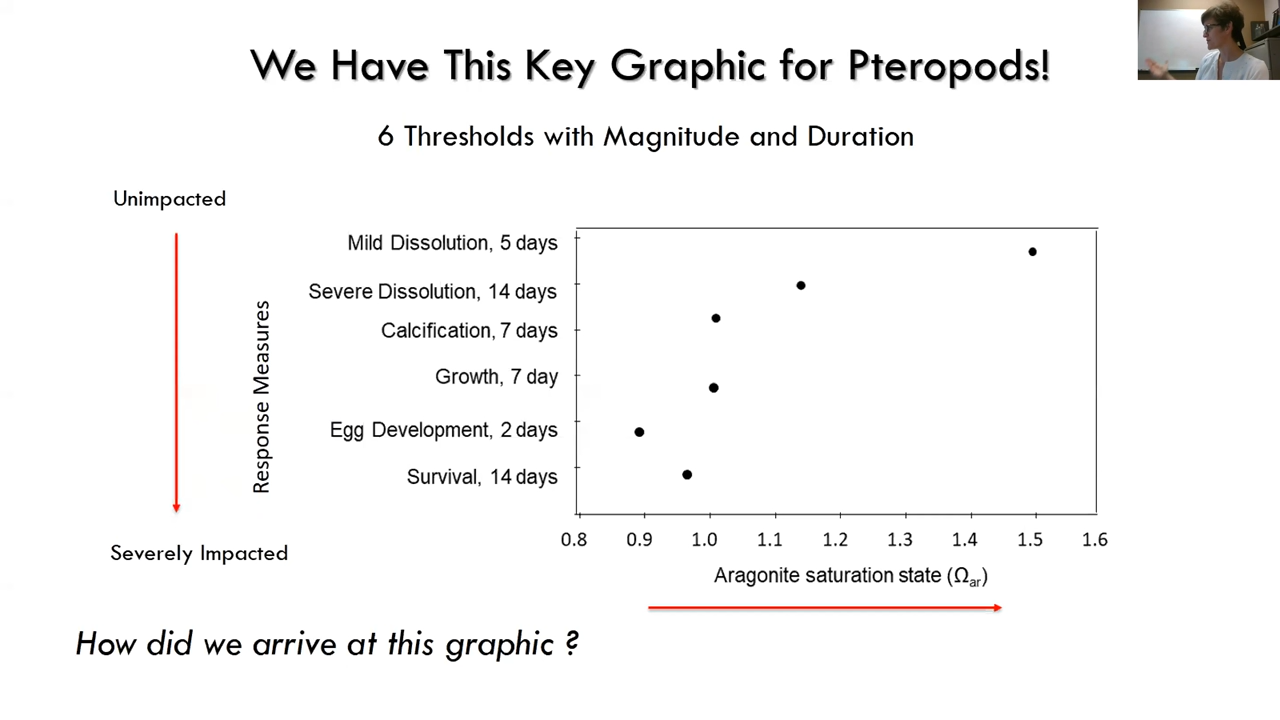 We Have This Key Graphic for Pteropods!
6 Thresholds with Magnitude and Duration
Unimpacted
Severely Impacted
Response Measures
Mild Dissolution, 5 days
Severe Dissolution, 14 days
Calcification, 7 days
Growth, 7 day
Egg Development, 2 days
Survival, 14 days
0.8 0.9 1.0 1.1 1.2 1.3 1.4 1.5 1.6
Aragonite saturation state (Ωar)
How did we arrive at this graphic ?